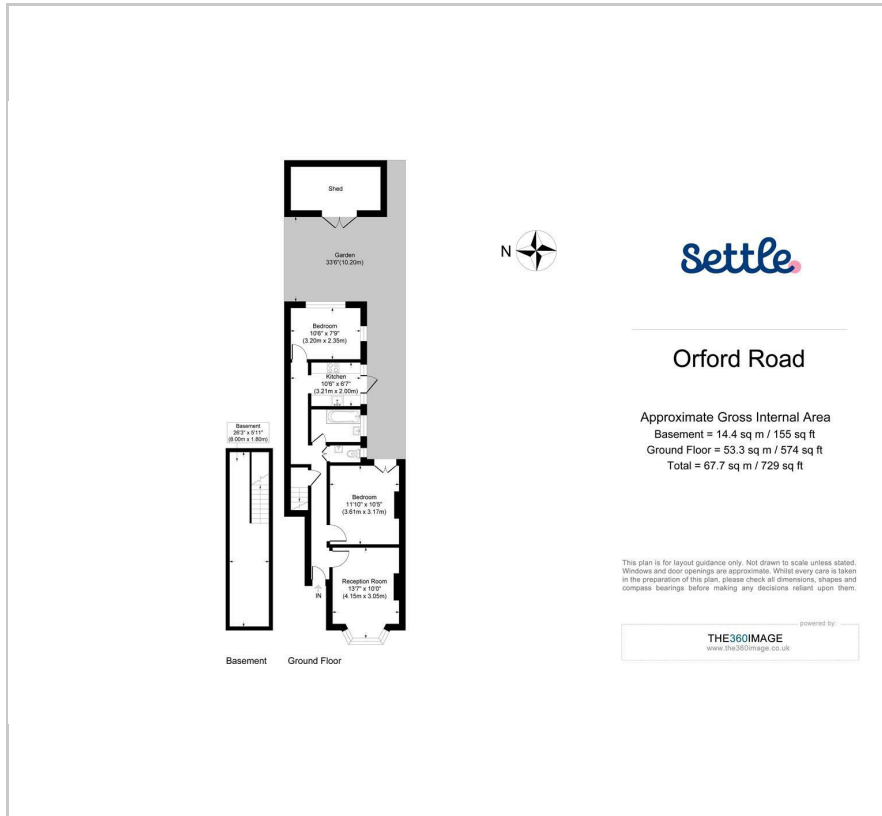 Shed
Garden
33'6"(10.20m)
Bedroom
10'6" x 7'9"
(3.20m x 2.35m)
Kitchen
10'6" x 6'7"
(3.21m x 2.00m)
Basement
26'3" x 5'11"
(8.00m x 1.80m)
Bedroom
11'10" x 10'5"
(3.61m x 3.17m)
Reception Room
13'7" x 10'0"
(4.15m x 3.05m)
IN
Basement
Ground Floor
N
settle
Orford Road
Approximate Gross Internal Area
Basement = 14.4 sq m / 155 sq ft
Ground Floor = 53.3 sq m / 574 sq ft
Total = 67.7 sq m / 729 sq ft
This plan is for layout guidance only. Not drawn to scale unless stated.
Windows and door openings are approximate. Whilst every care is taken
in the preparation of this plan, please check all dimensions, shapes and
compass bearings before making any decisions reliant upon them.
powered by:
THE360IMAGE
www.the360image.co.uk